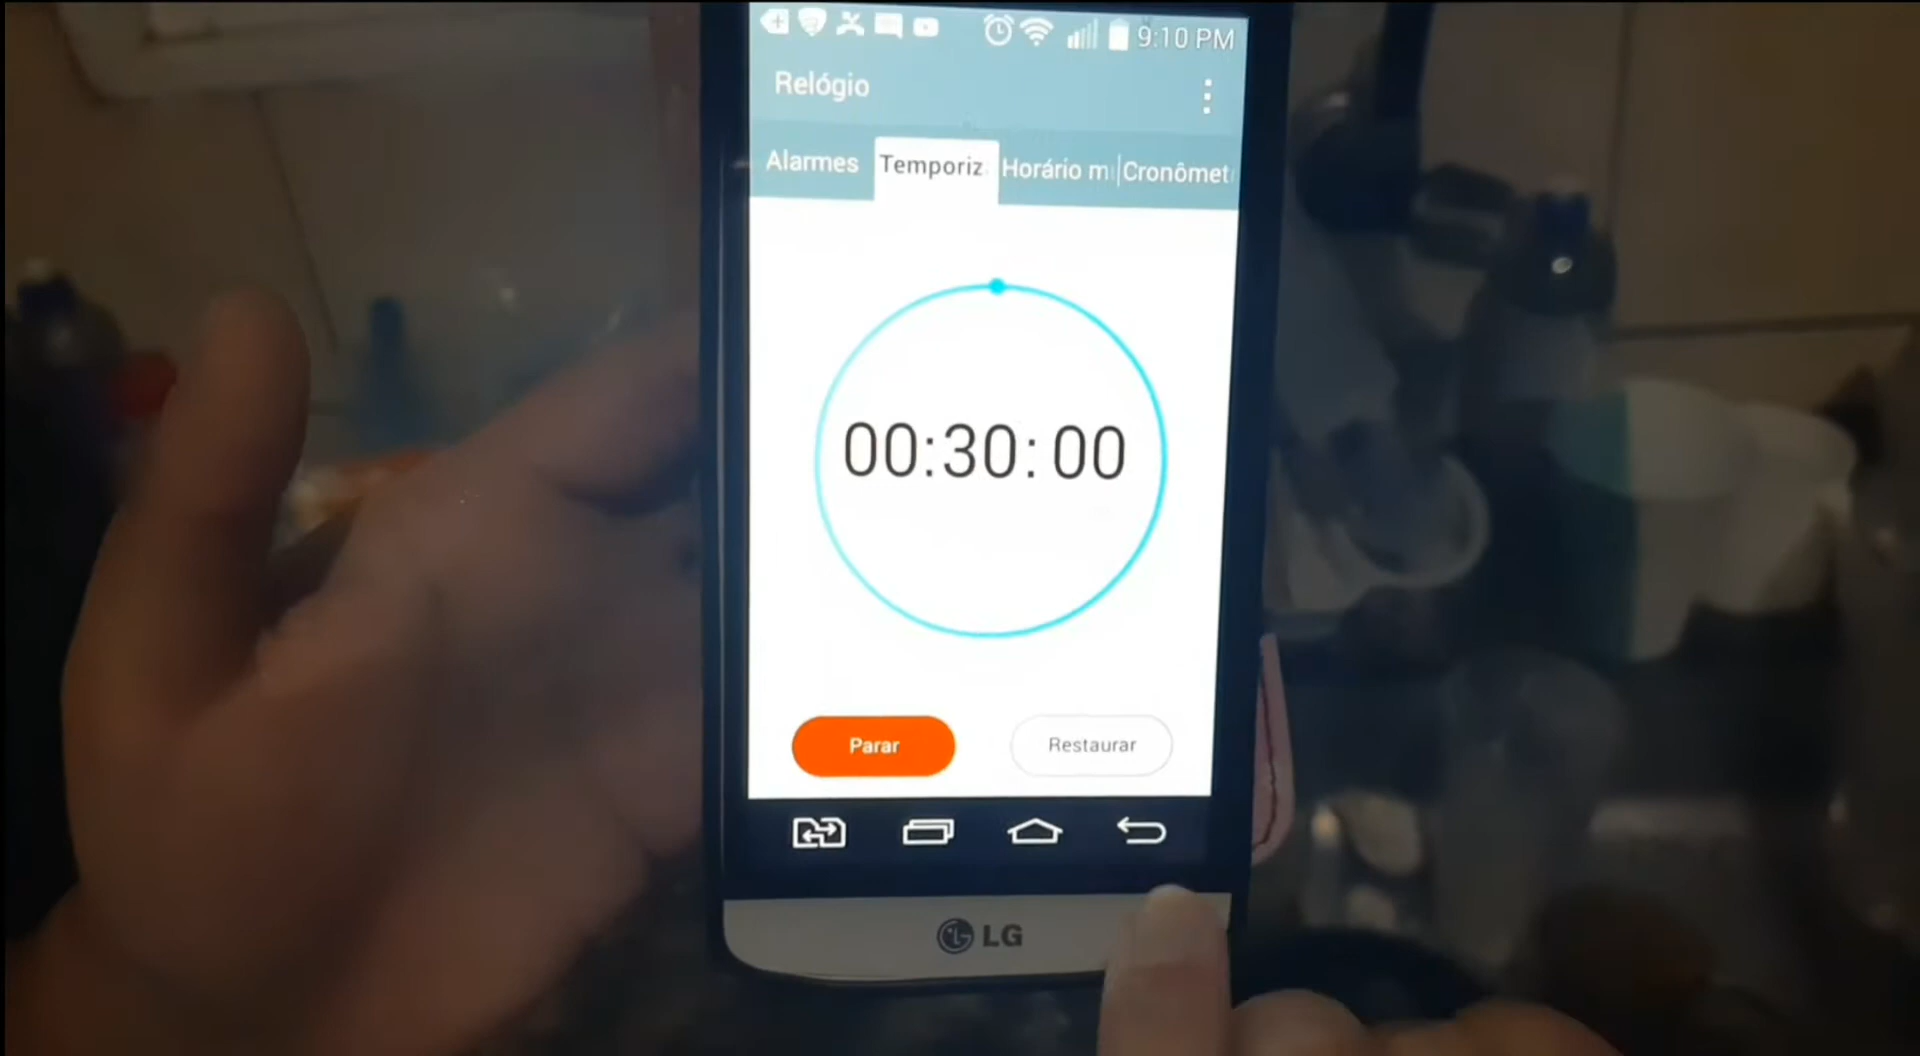 9:10 PM
Relógio
Alarmes Temporiz Horário m Cronômet
00:30:00
Parar Restaurar
LG